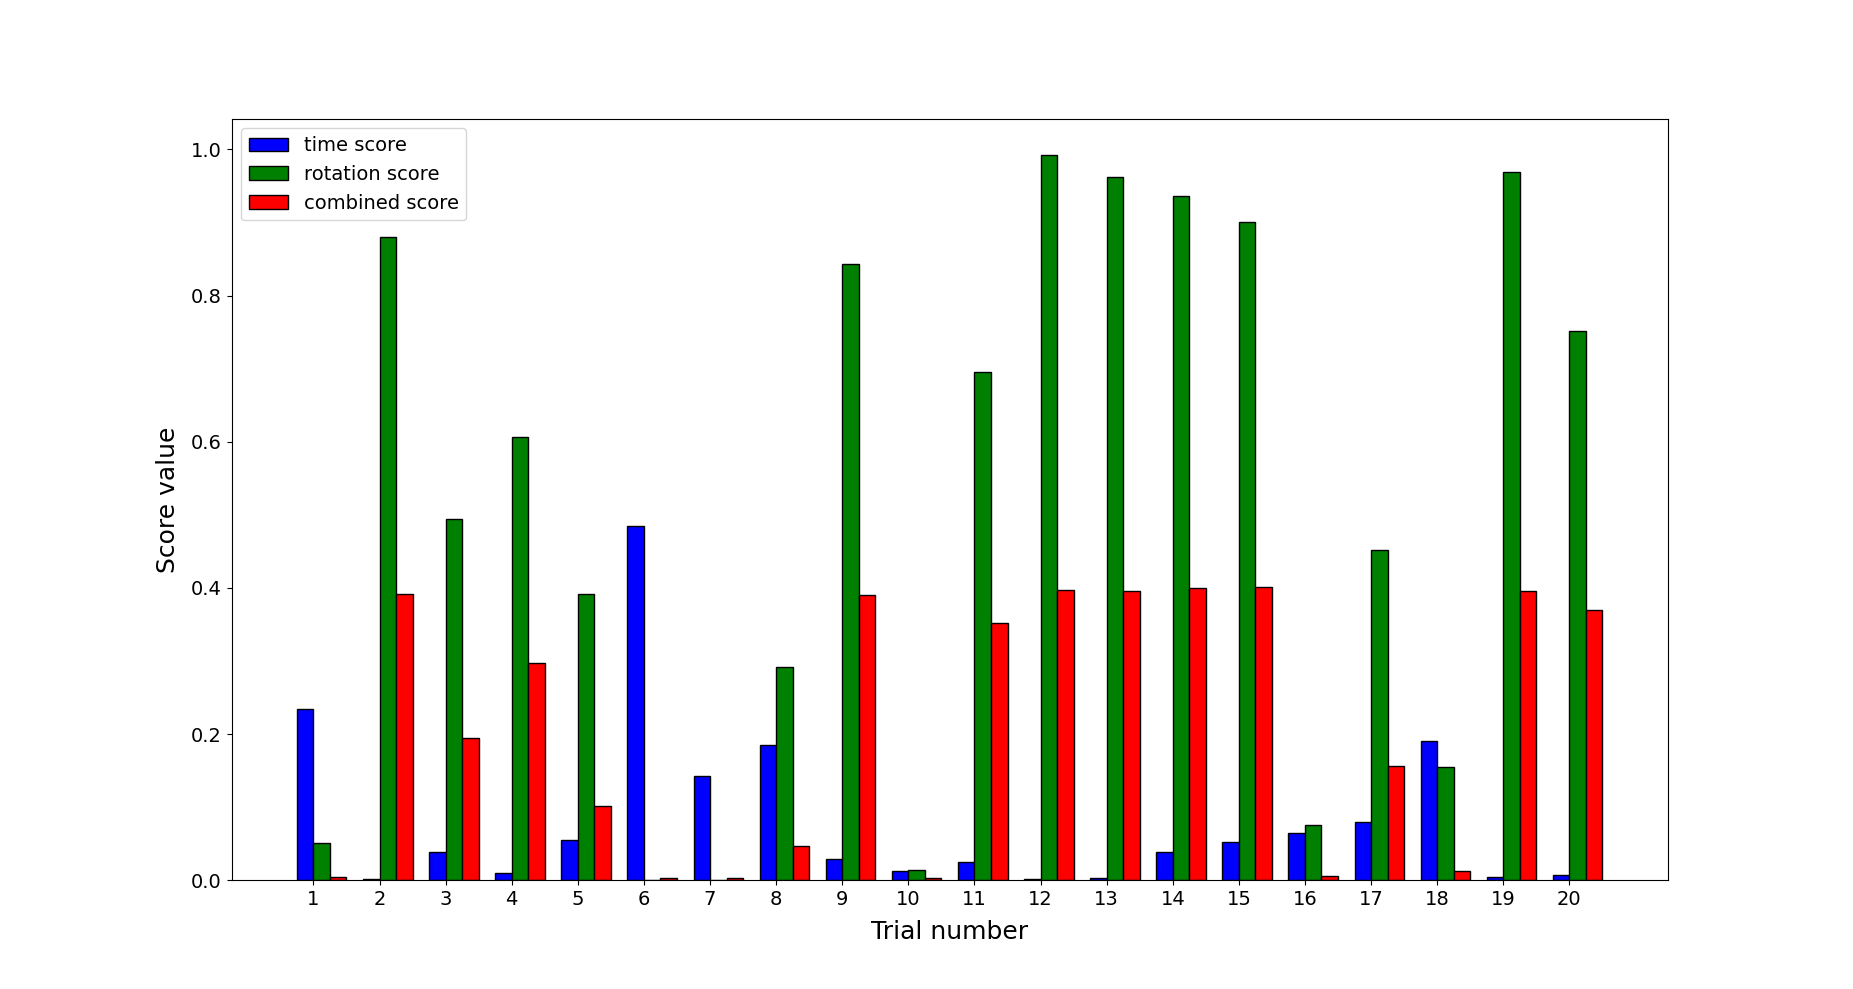 time score
rotation score
combined score
1.0
0.8
0.6
0.4
0.2
0.0
Score value
1 2 3 4 5 6 7 8 9 10 11 12 13 14 15 16 17 18 19 20
Trial number